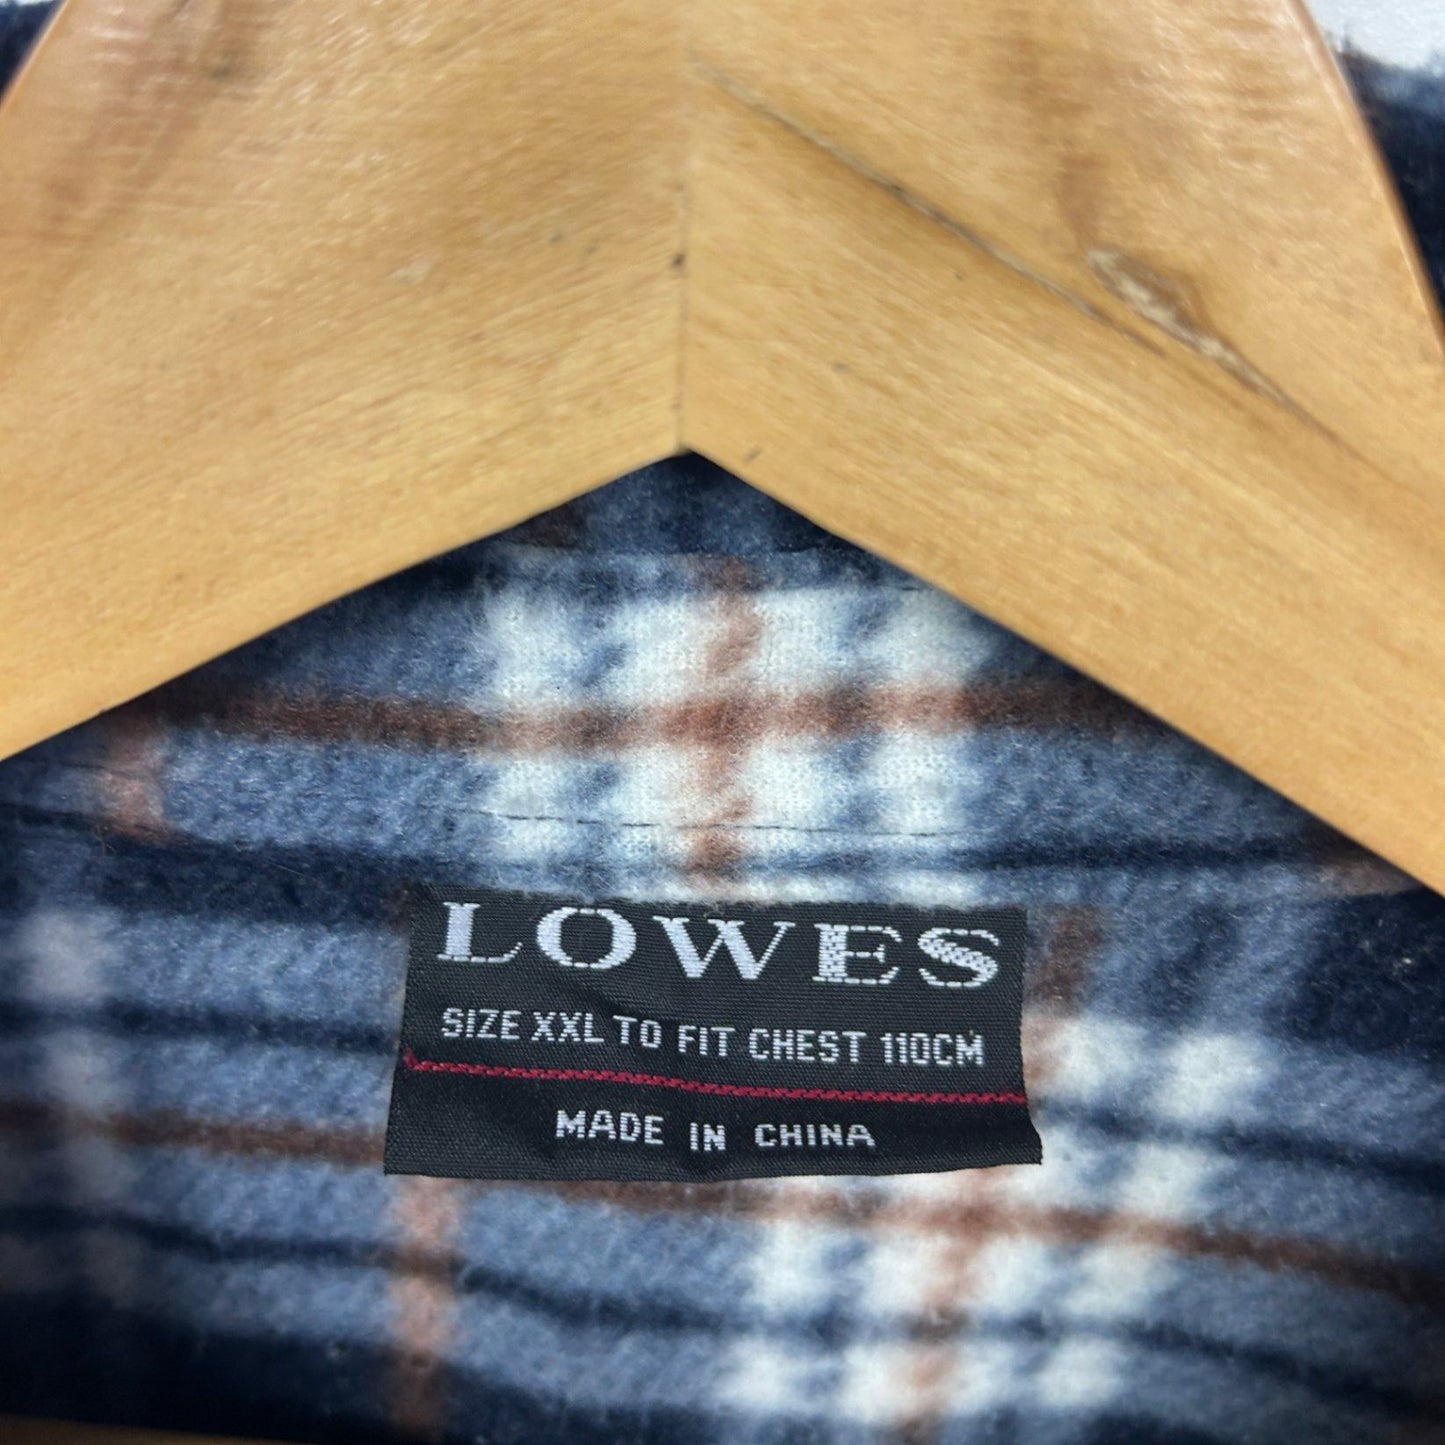 LOWES
SIZE XXL TO FIT CHEST 110CM
MADE IN CHINA